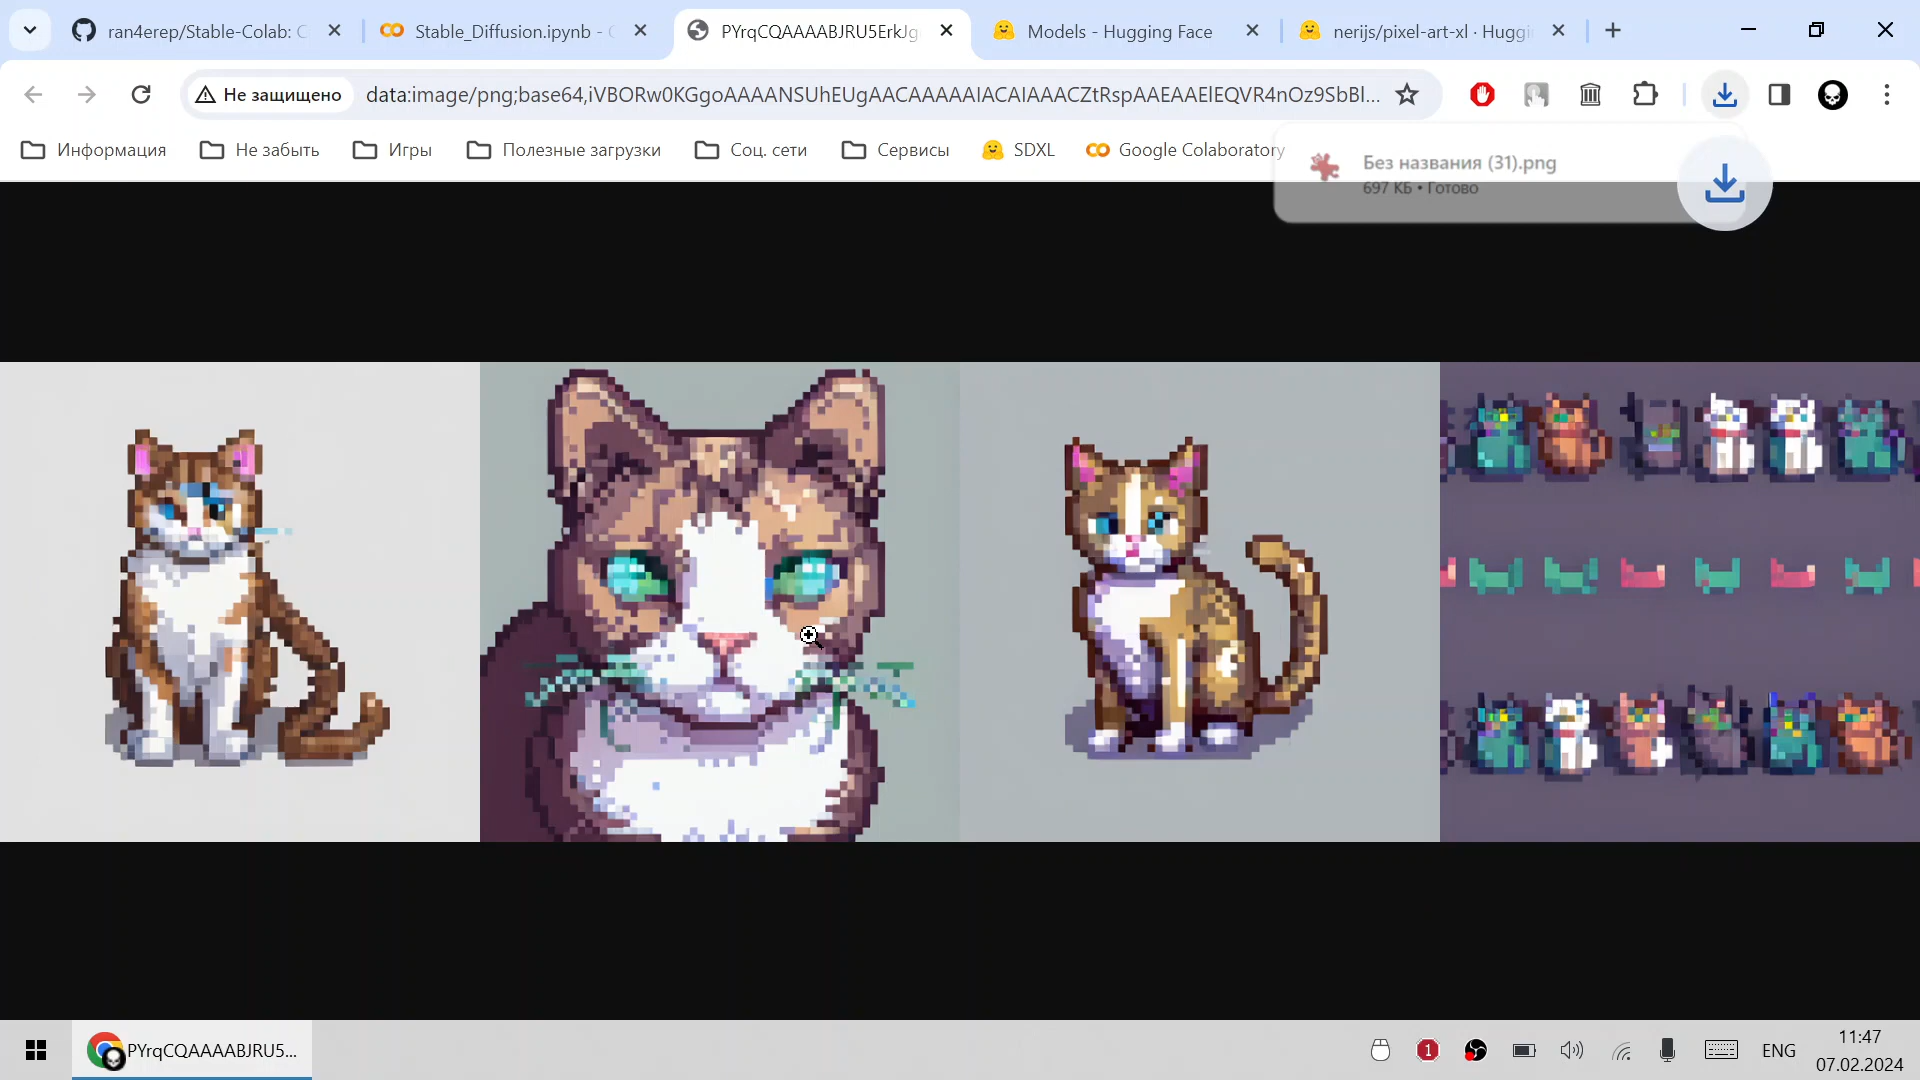 ran4erep/Stable-Colab: C
Stable_Diffusion.ipynb - C
PYrqCQAAAABJRU5ErkJg
Models - Hugging Face
nerijs/pixel-art-xl · Huggi
Не защищено
data:image/png;base64,iVBORw0KGgoAAAANSUhEUgAACAAAAAIACAIAAACZtRspAAEAAElEQVR4nOz9SbBl...
Информация
Не забыть
Игры
Полезные загрузки
Соц. сети
Сервисы
SDXL
Google Colaboratory
Без названия (31).png
697 КБ • Готово
PYrqCQAAAABJRU5...
1
ENG
11:47
07.02.2024